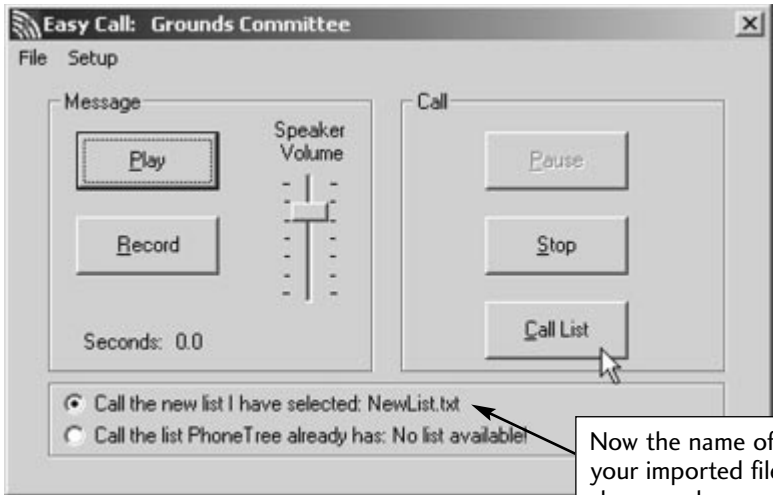 Easy Call: Grounds Committee
File Setup
Message
Play
Speaker
Volume
Record
Seconds: 0.0
Call
Pause
Stop
Call List
Call the new list I have selected: NewList.txt
Call the list PhoneTree already has: No list available!
Now the name of
your imported file